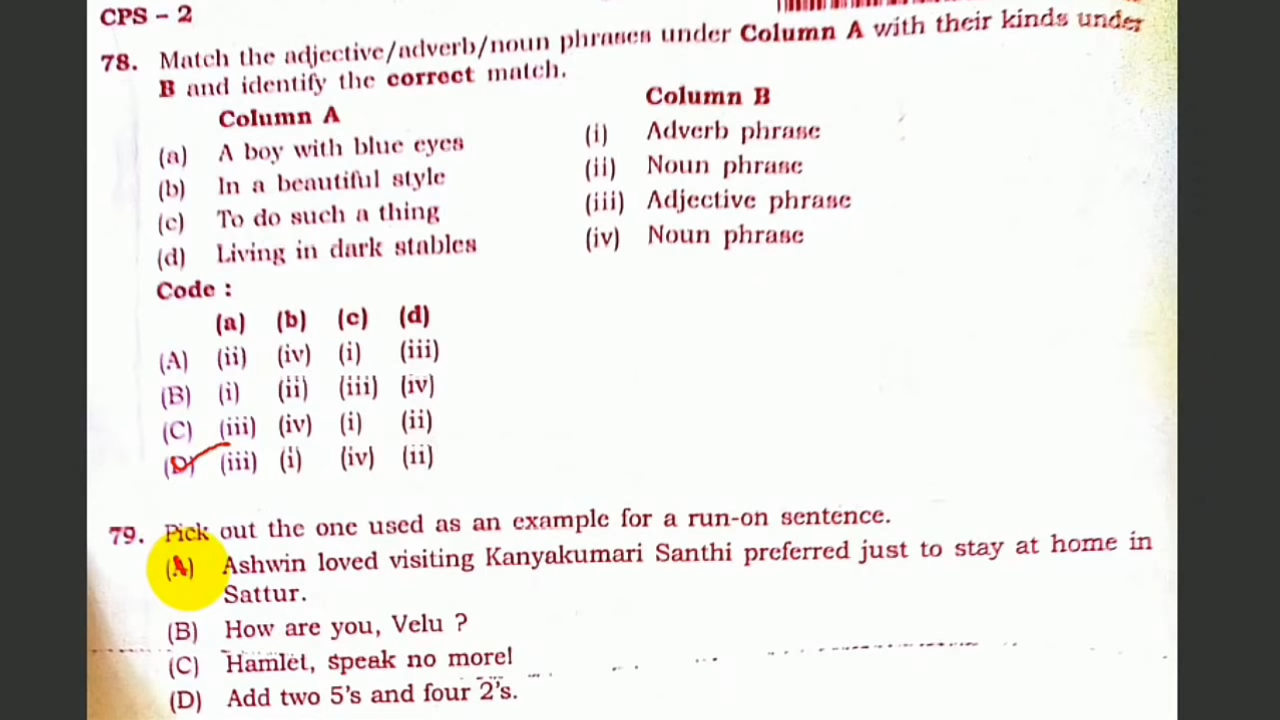 CPS – 2
78. Match the adjective/adverb/noun phrases under Column A with their kinds under
B and identify the correct match.
Column A Column B
(a) A boy with blue eyes (i) Adverb phrase
(b) In a beautiful style (ii) Noun phrase
(c) To do such a thing (iii) Adjective phrase
(d) Living in dark stables (iv) Noun phrase
Code :
(a) (b) (c) (d)
(A) (ii) (iv) (i) (iii)
(B) (i) (ii) (iii) (iv)
(C) (iii) (iv) (i) (ii)
(D) (iii) (i) (iv) (ii)
79. Pick out the one used as an example for a run-on sentence.
(A) Ashwin loved visiting Kanyakumari Santhi preferred just to stay at home in
Sattur.
(B) How are you, Velu ?
(C) Hamlet, speak no more!
(D) Add two 5's and four 2's.